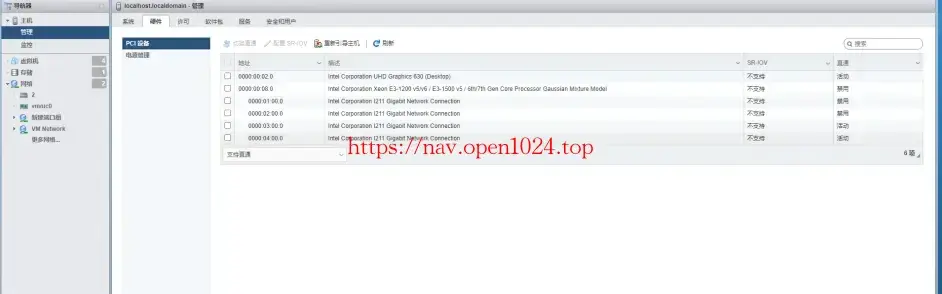 导航器
主机
管理
监控
虚拟机 4
存储 1
网络 2
2
vmnic0
新建端口组
VM Network
更多网络...
localhost.localdomain - 管理
系统 硬件 许可 软件包 服务 安全和用户
PCI 设备
电源管理
切换直通 配置 SR-IOV 重新引导主机 刷新 搜索
地址 描述 SR-IOV 直通
0000:00:02.0 Intel Corporation UHD Graphics 630 (Desktop) 不支持 活动
0000:00:08.0 Intel Corporation Xeon E3-1200 v5/v6 / E3-1500 v5 / 6th/7th Gen Core Processor Gaussian Mixture Model 不支持 禁用
0000:01:00.0 Intel Corporation I211 Gigabit Network Connection 不支持 禁用
0000:02:00.0 Intel Corporation I211 Gigabit Network Connection 不支持 禁用
0000:03:00.0 Intel Corporation I211 Gigabit Network Connection 不支持 活动
0000:04:00.0 Intel Corporation I211 Gigabit Network Connection 不支持 活动
支持直通 6 项
https://nav.open1024.top